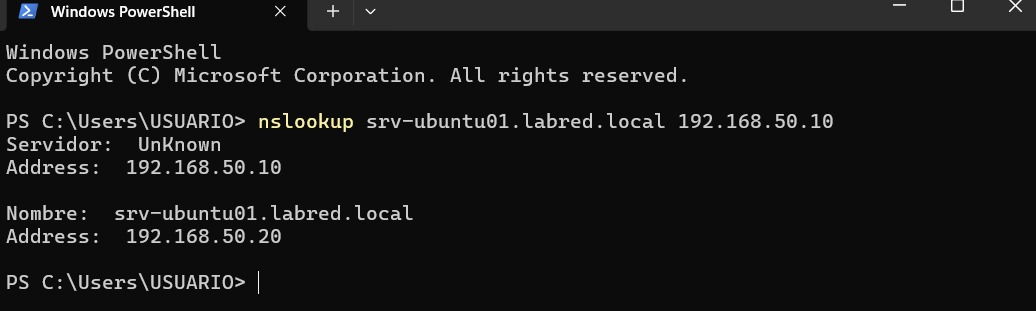 Windows PowerShell
Windows PowerShell
Copyright (C) Microsoft Corporation. All rights reserved.
PS C:\Users\USUARIO> nslookup srv-ubuntu01.labred.local 192.168.50.10
Servidor:  UnKnown
Address:  192.168.50.10
Nombre:  srv-ubuntu01.labred.local
Address:  192.168.50.20
PS C:\Users\USUARIO>